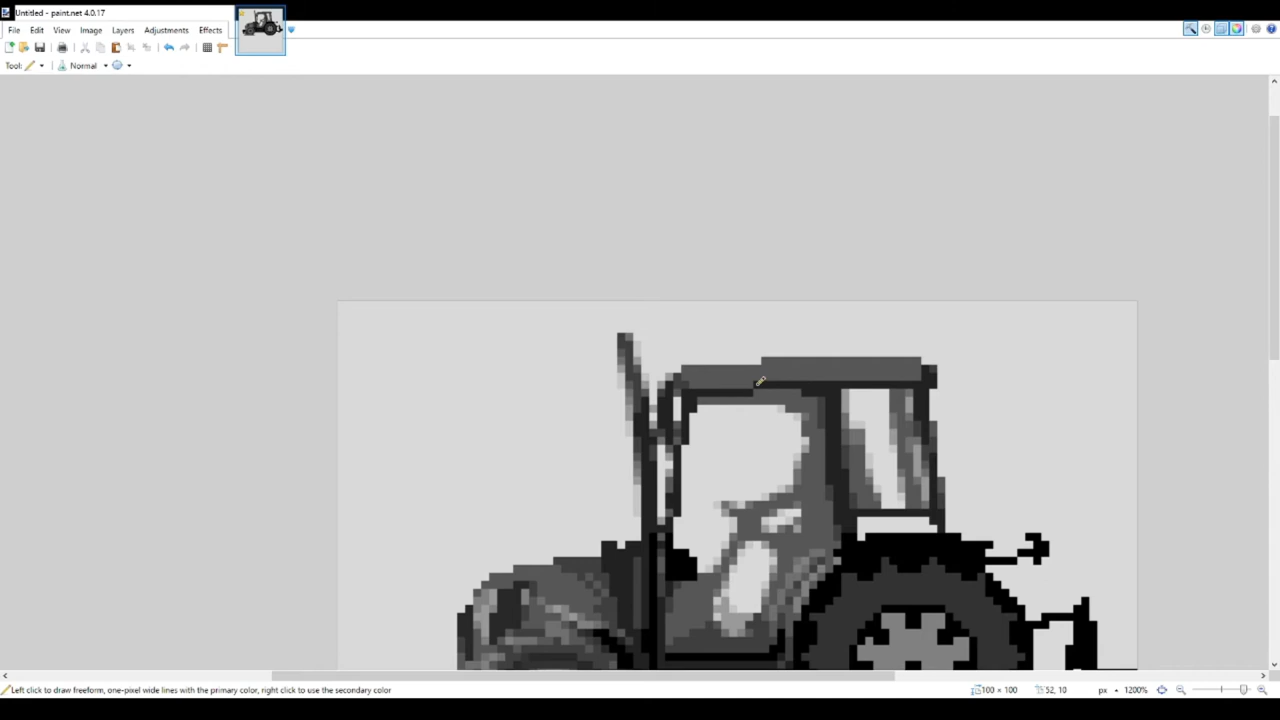 Untitled - paint.net 4.0.17
File Edit View Image Layers Adjustments Effects
Tool: Normal
Left click to draw freeform, one-pixel wide lines with the primary color, right click to use the secondary color 100 × 100 52, 10 px 1200%